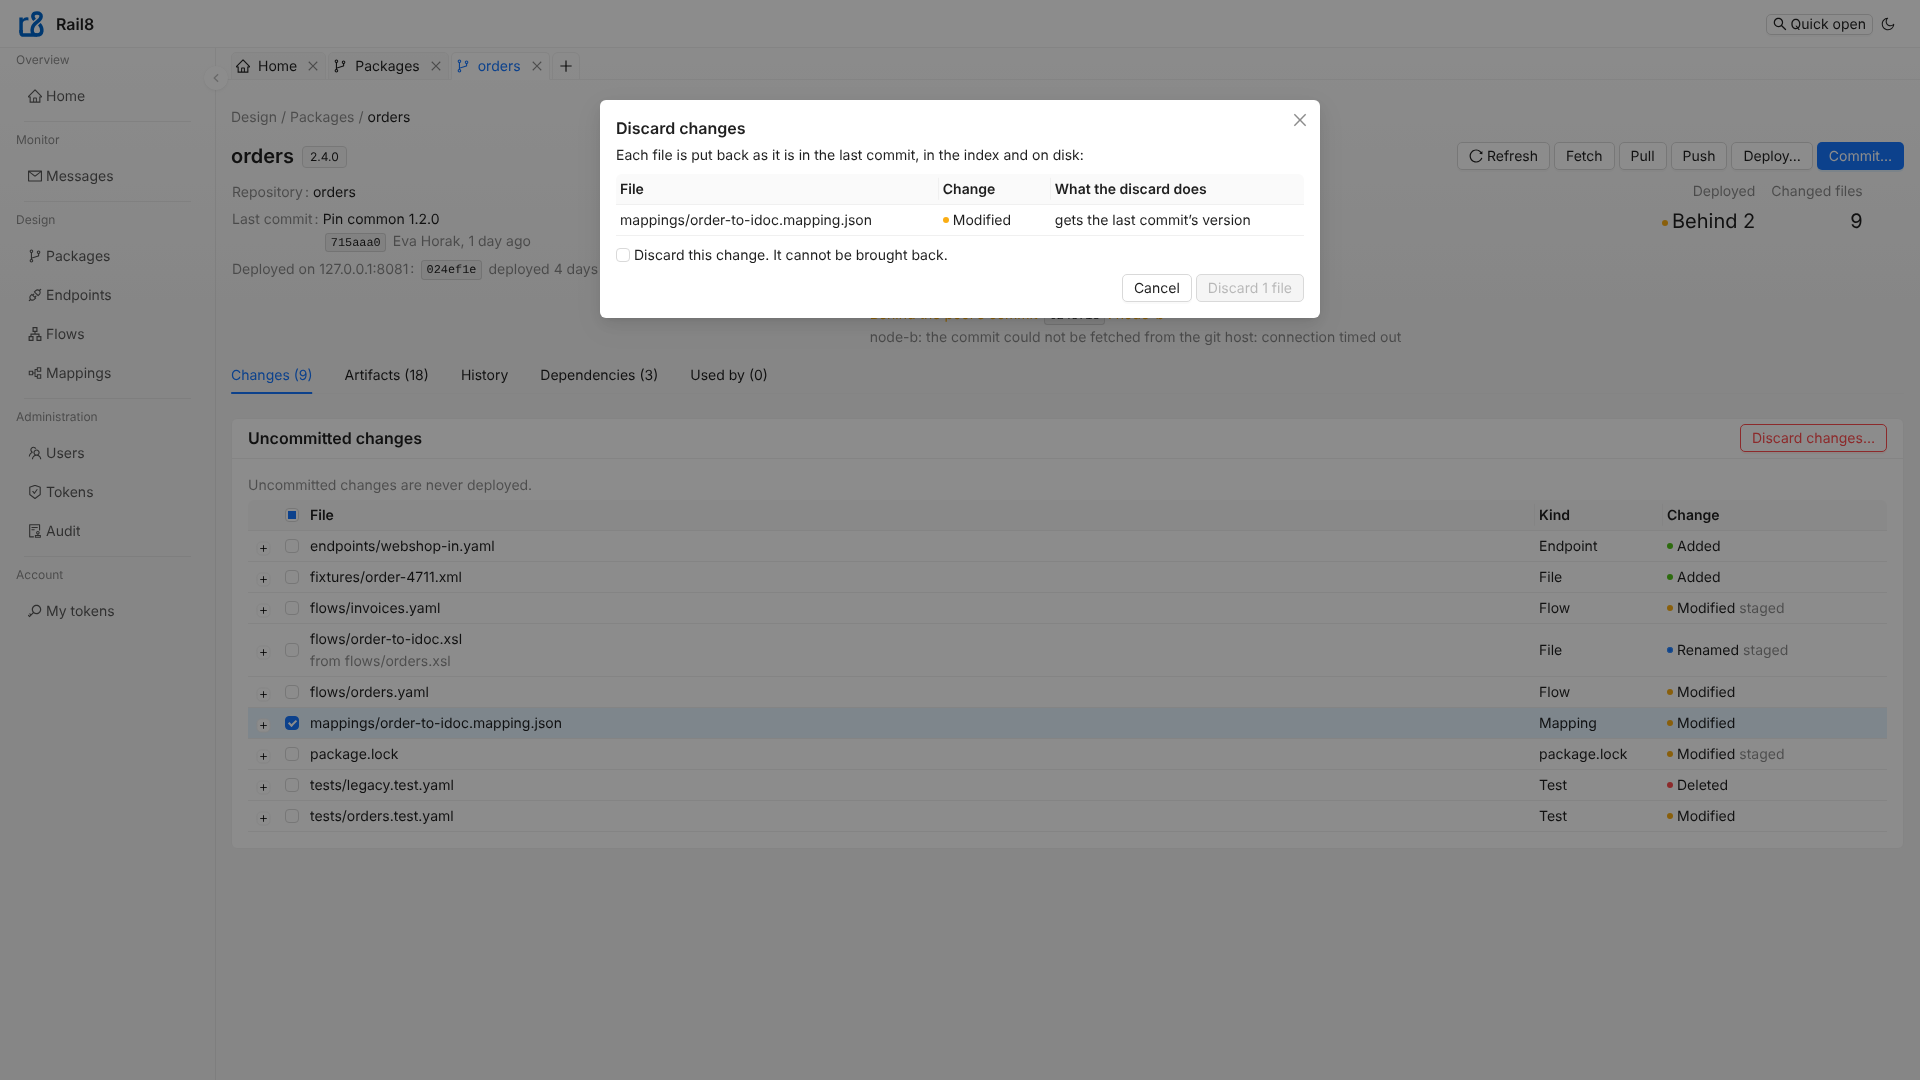 Rail8
Quick open
Overview
Home
Monitor
Messages
Design
Packages
Endpoints
Flows
Mappings
Administration
Users
Tokens
Audit
Account
My tokens
Home
Packages
orders
Design / Packages / orders
orders 2.4.0
Refresh
Fetch
Pull
Push
Deploy...
Commit...
Repository: orders
Last commit: Pin common 1.2.0
715aaa0 Eva Horak, 1 day ago
Deployed on 127.0.0.1:8081: 024ef1e deployed 4 days
Deployed
Behind 2
Changed files
9
node-b: the commit could not be fetched from the git host: connection timed out
Discard changes
Each file is put back as it is in the last commit, in the index and on disk:
File Change What the discard does
mappings/order-to-idoc.mapping.json Modified gets the last commit’s version
Discard this change. It cannot be brought back.
Cancel
Discard 1 file
Changes (9)
Artifacts (18)
History
Dependencies (3)
Used by (0)
Uncommitted changes
Discard changes...
Uncommitted changes are never deployed.
File Kind Change
endpoints/webshop-in.yaml Endpoint Added
fixtures/order-4711.xml File Added
flows/invoices.yaml Flow Modified staged
flows/order-to-idoc.xsl
from flows/orders.xsl File Renamed staged
flows/orders.yaml Flow Modified
mappings/order-to-idoc.mapping.json Mapping Modified
package.lock package.lock Modified staged
tests/legacy.test.yaml Test Deleted
tests/orders.test.yaml Test Modified